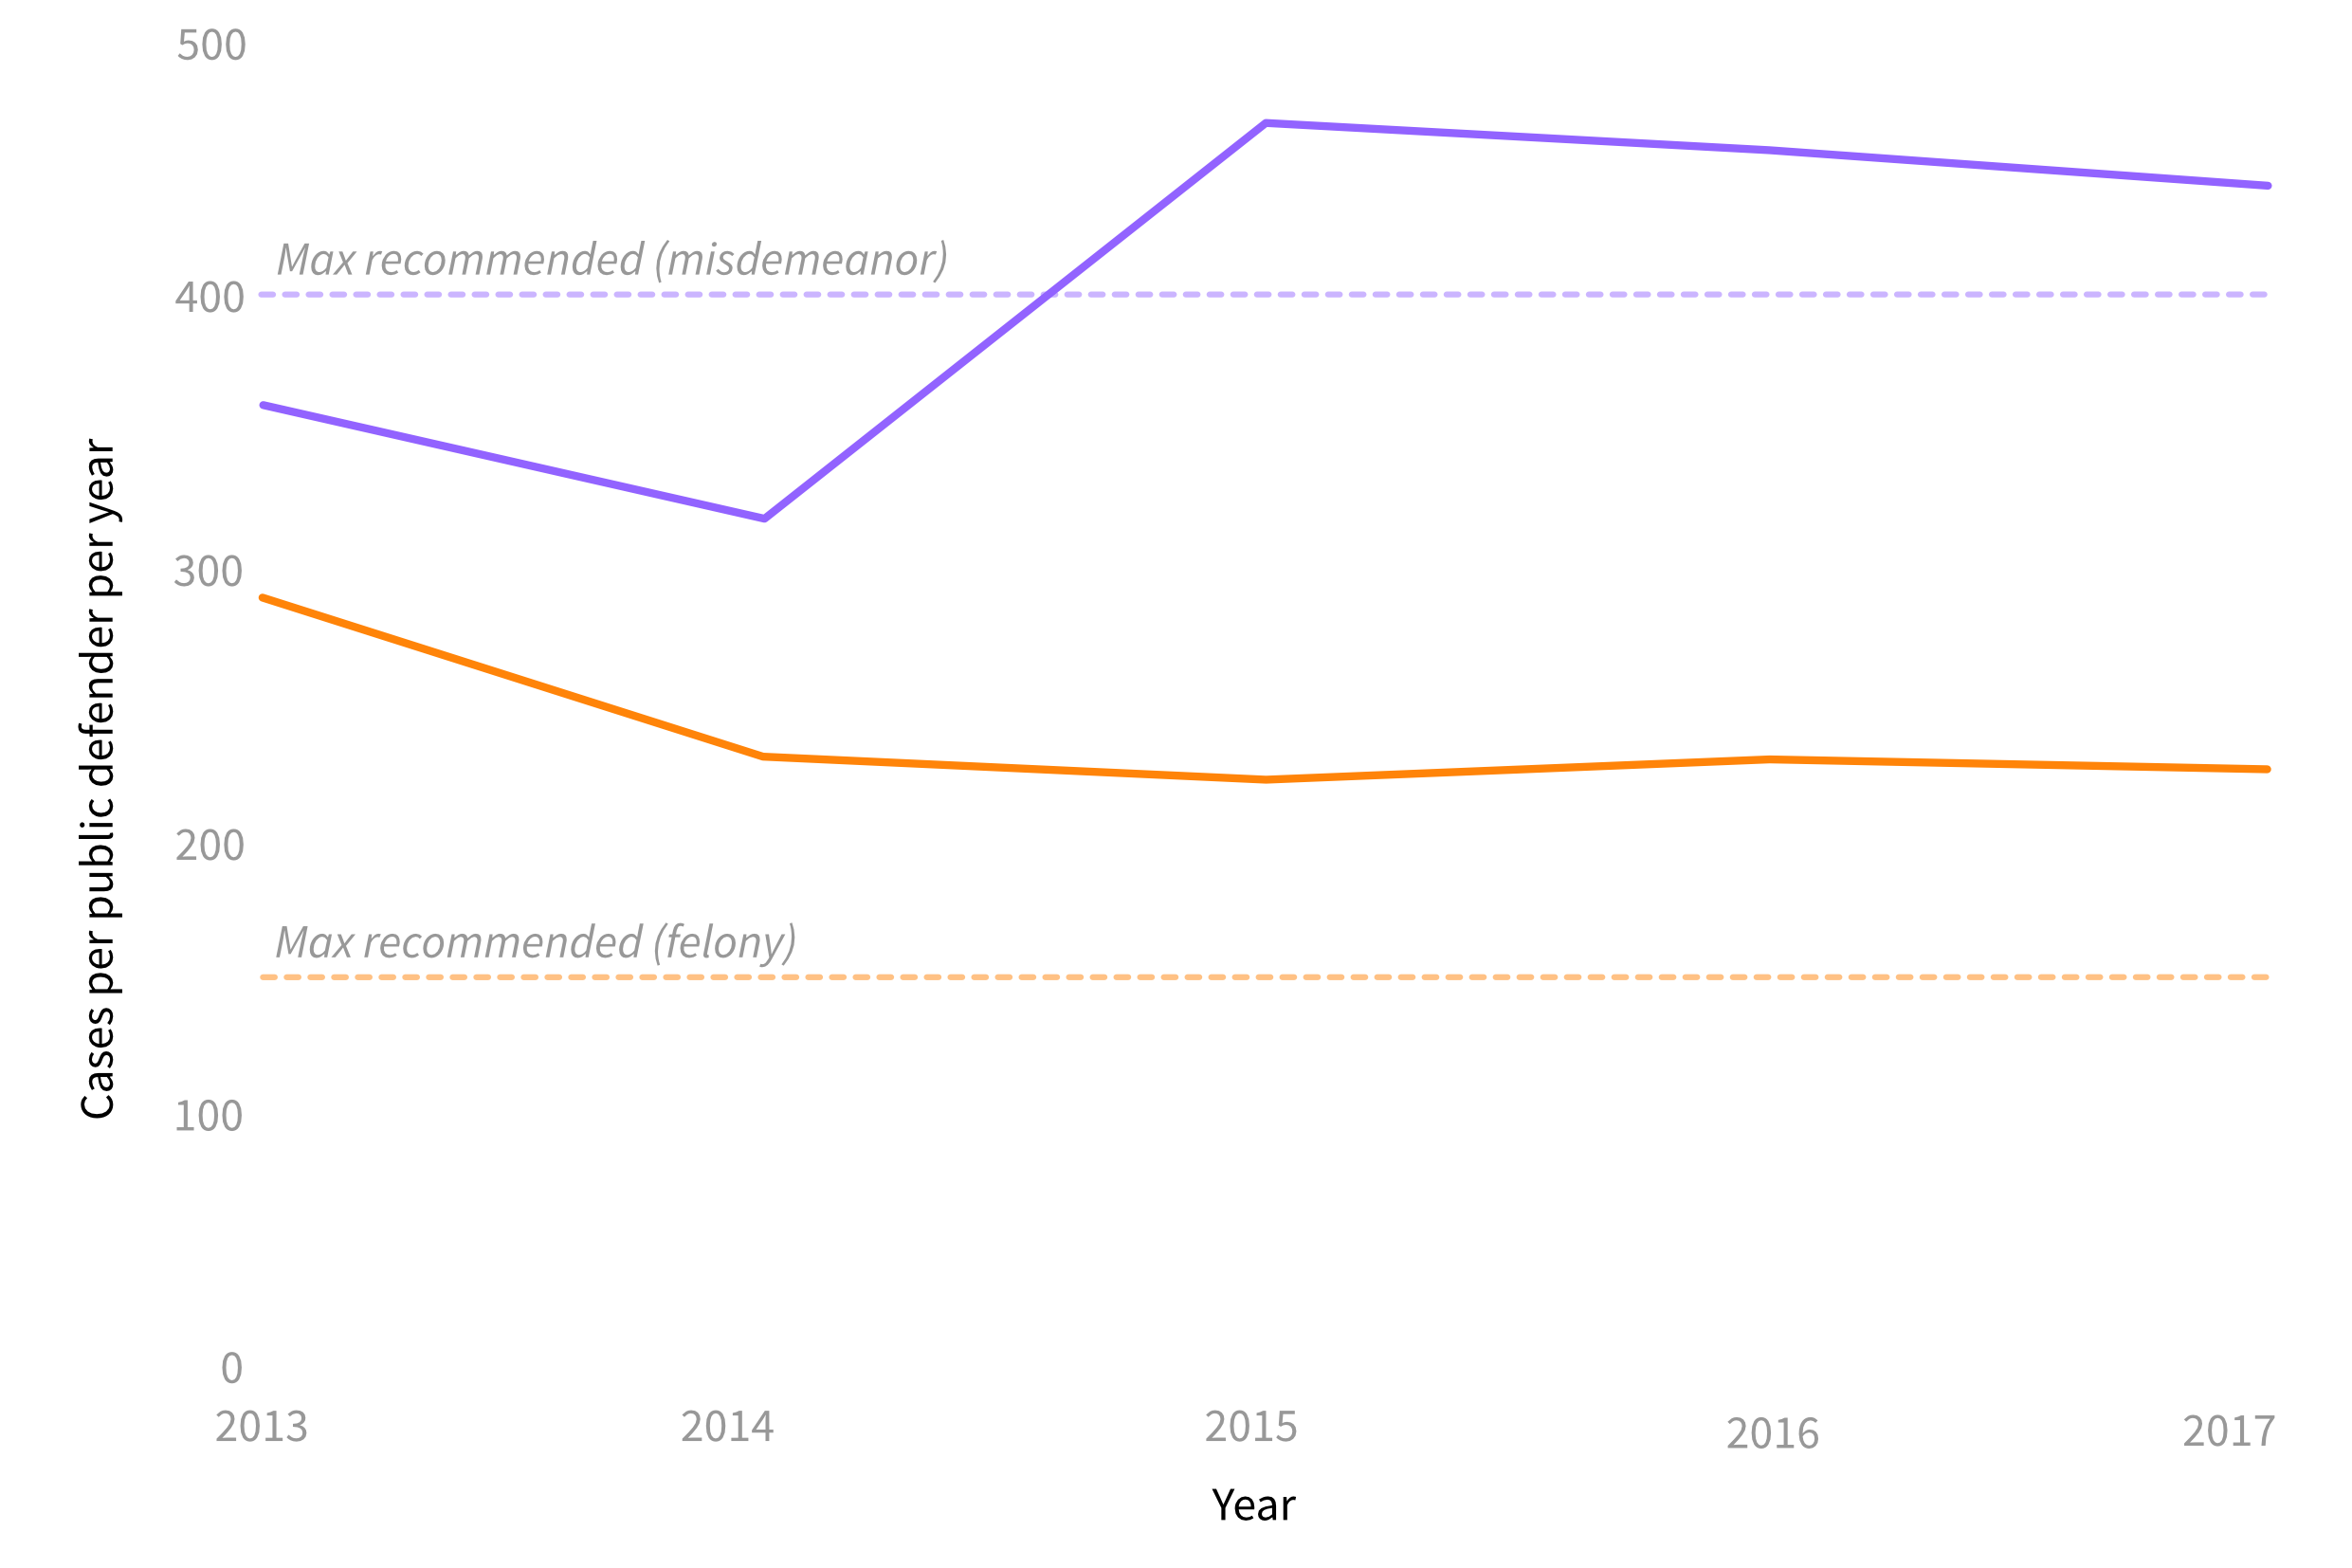 500
Max recommended (misdemeanor)
400
300
200
Max recommended (felony)
100
0
2013 2014 2015 2016 2017
Year
Cases per public defender per year